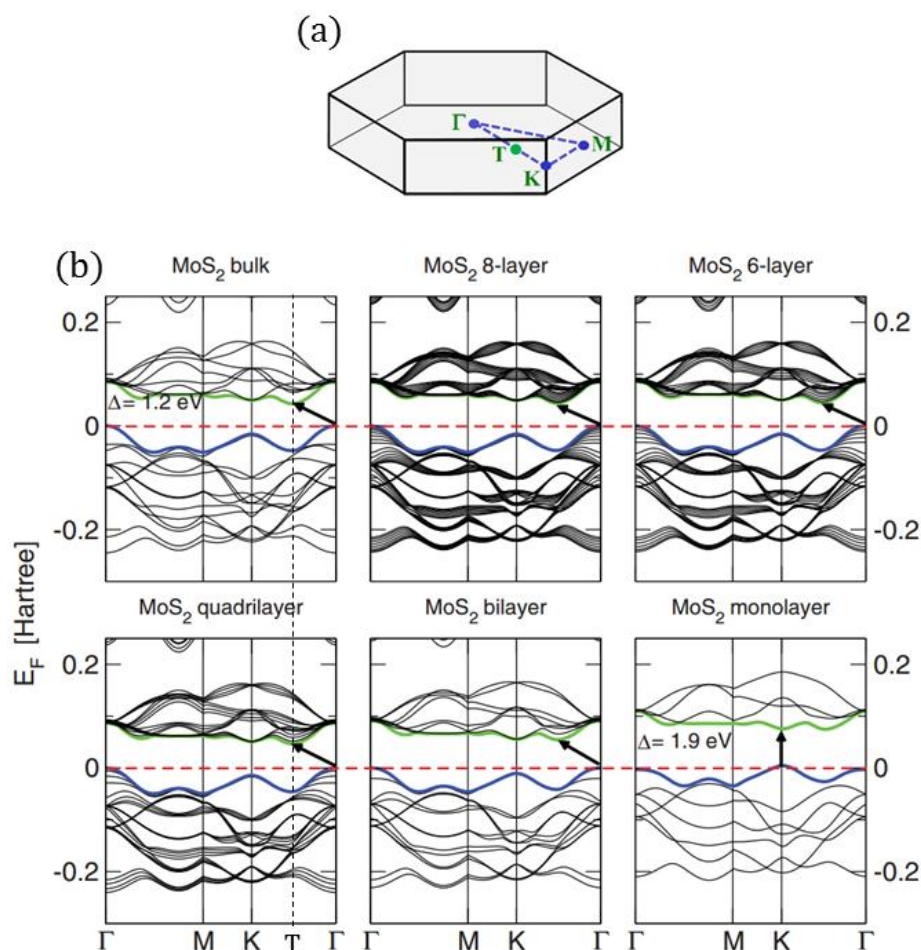 (a)
Γ
T
M
K
(b)
MoS₂ bulk
MoS₂ 8-layer
MoS₂ 6-layer
0.2
0.2
Δ= 1.2 eV
0
0
-0.2
-0.2
E_F [Hartree]
MoS₂ quadrilayer
MoS₂ bilayer
MoS₂ monolayer
0.2
0.2
Δ= 1.9 eV
0
0
-0.2
-0.2
Γ M K T Γ M K Γ M K Γ